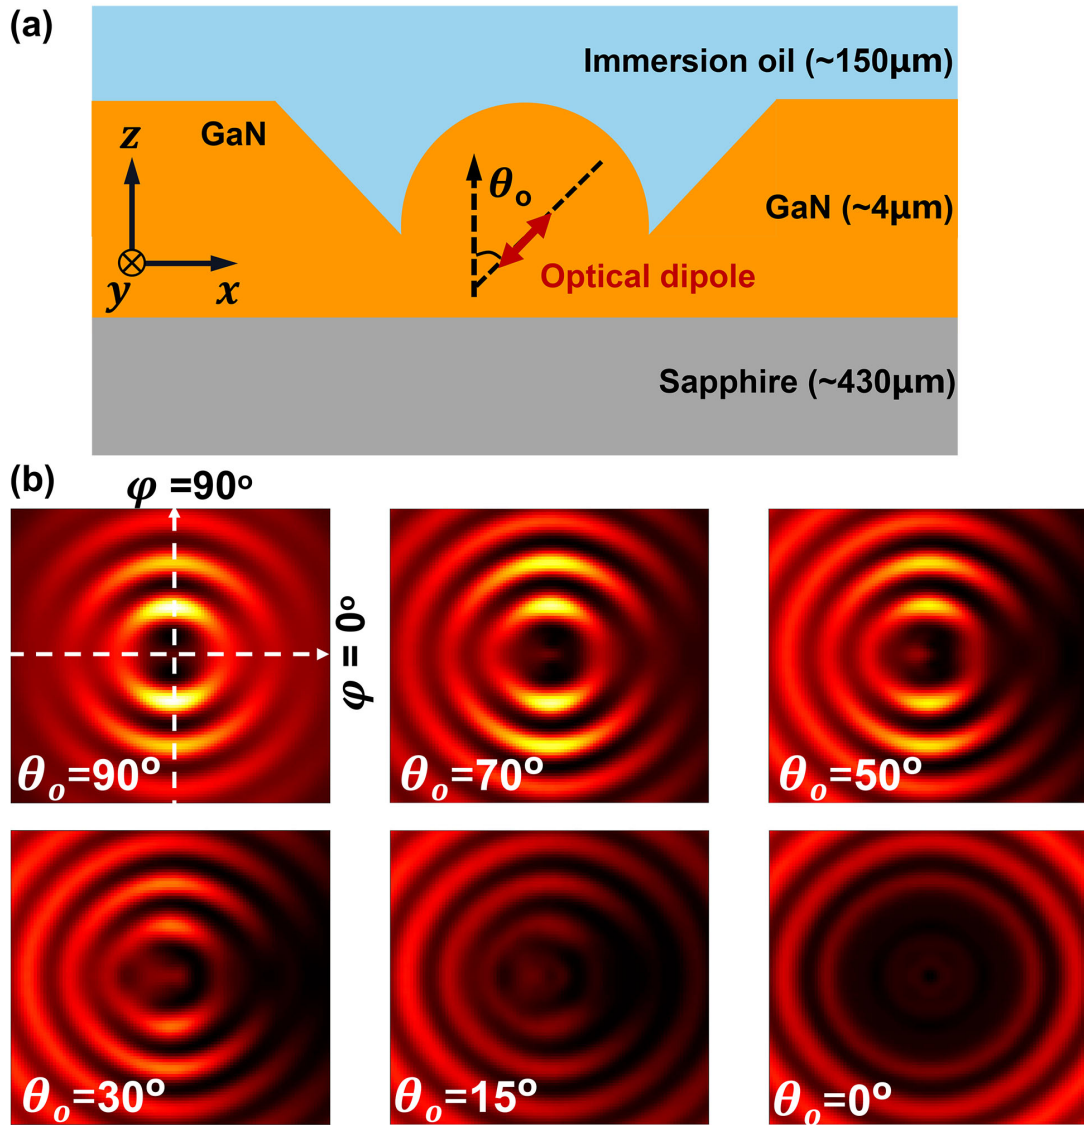 (a)
Immersion oil (~150μm)
GaN
z
θo
GaN (~4μm)
Optical dipole
y
x
Sapphire (~430μm)
(b)
φ =90o
φ = 0o
θo=90o
θo=70o
θo=50o
θo=30o
θo=15o
θo=0o